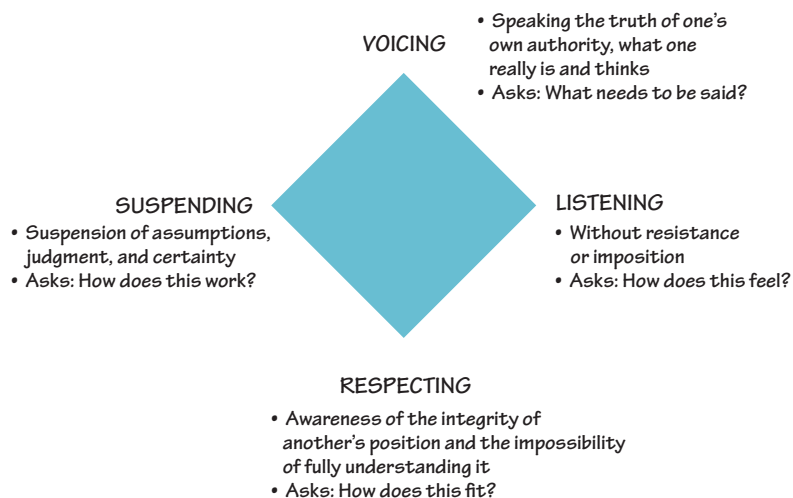 VOICING
• Speaking the truth of one's
own authority, what one
really is and thinks
• Asks: What needs to be said?
SUSPENDING
• Suspension of assumptions,
judgment, and certainty
• Asks: How does this work?
LISTENING
• Without resistance
or imposition
• Asks: How does this feel?
RESPECTING
• Awareness of the integrity of
another's position and the impossibility
of fully understanding it
• Asks: How does this fit?